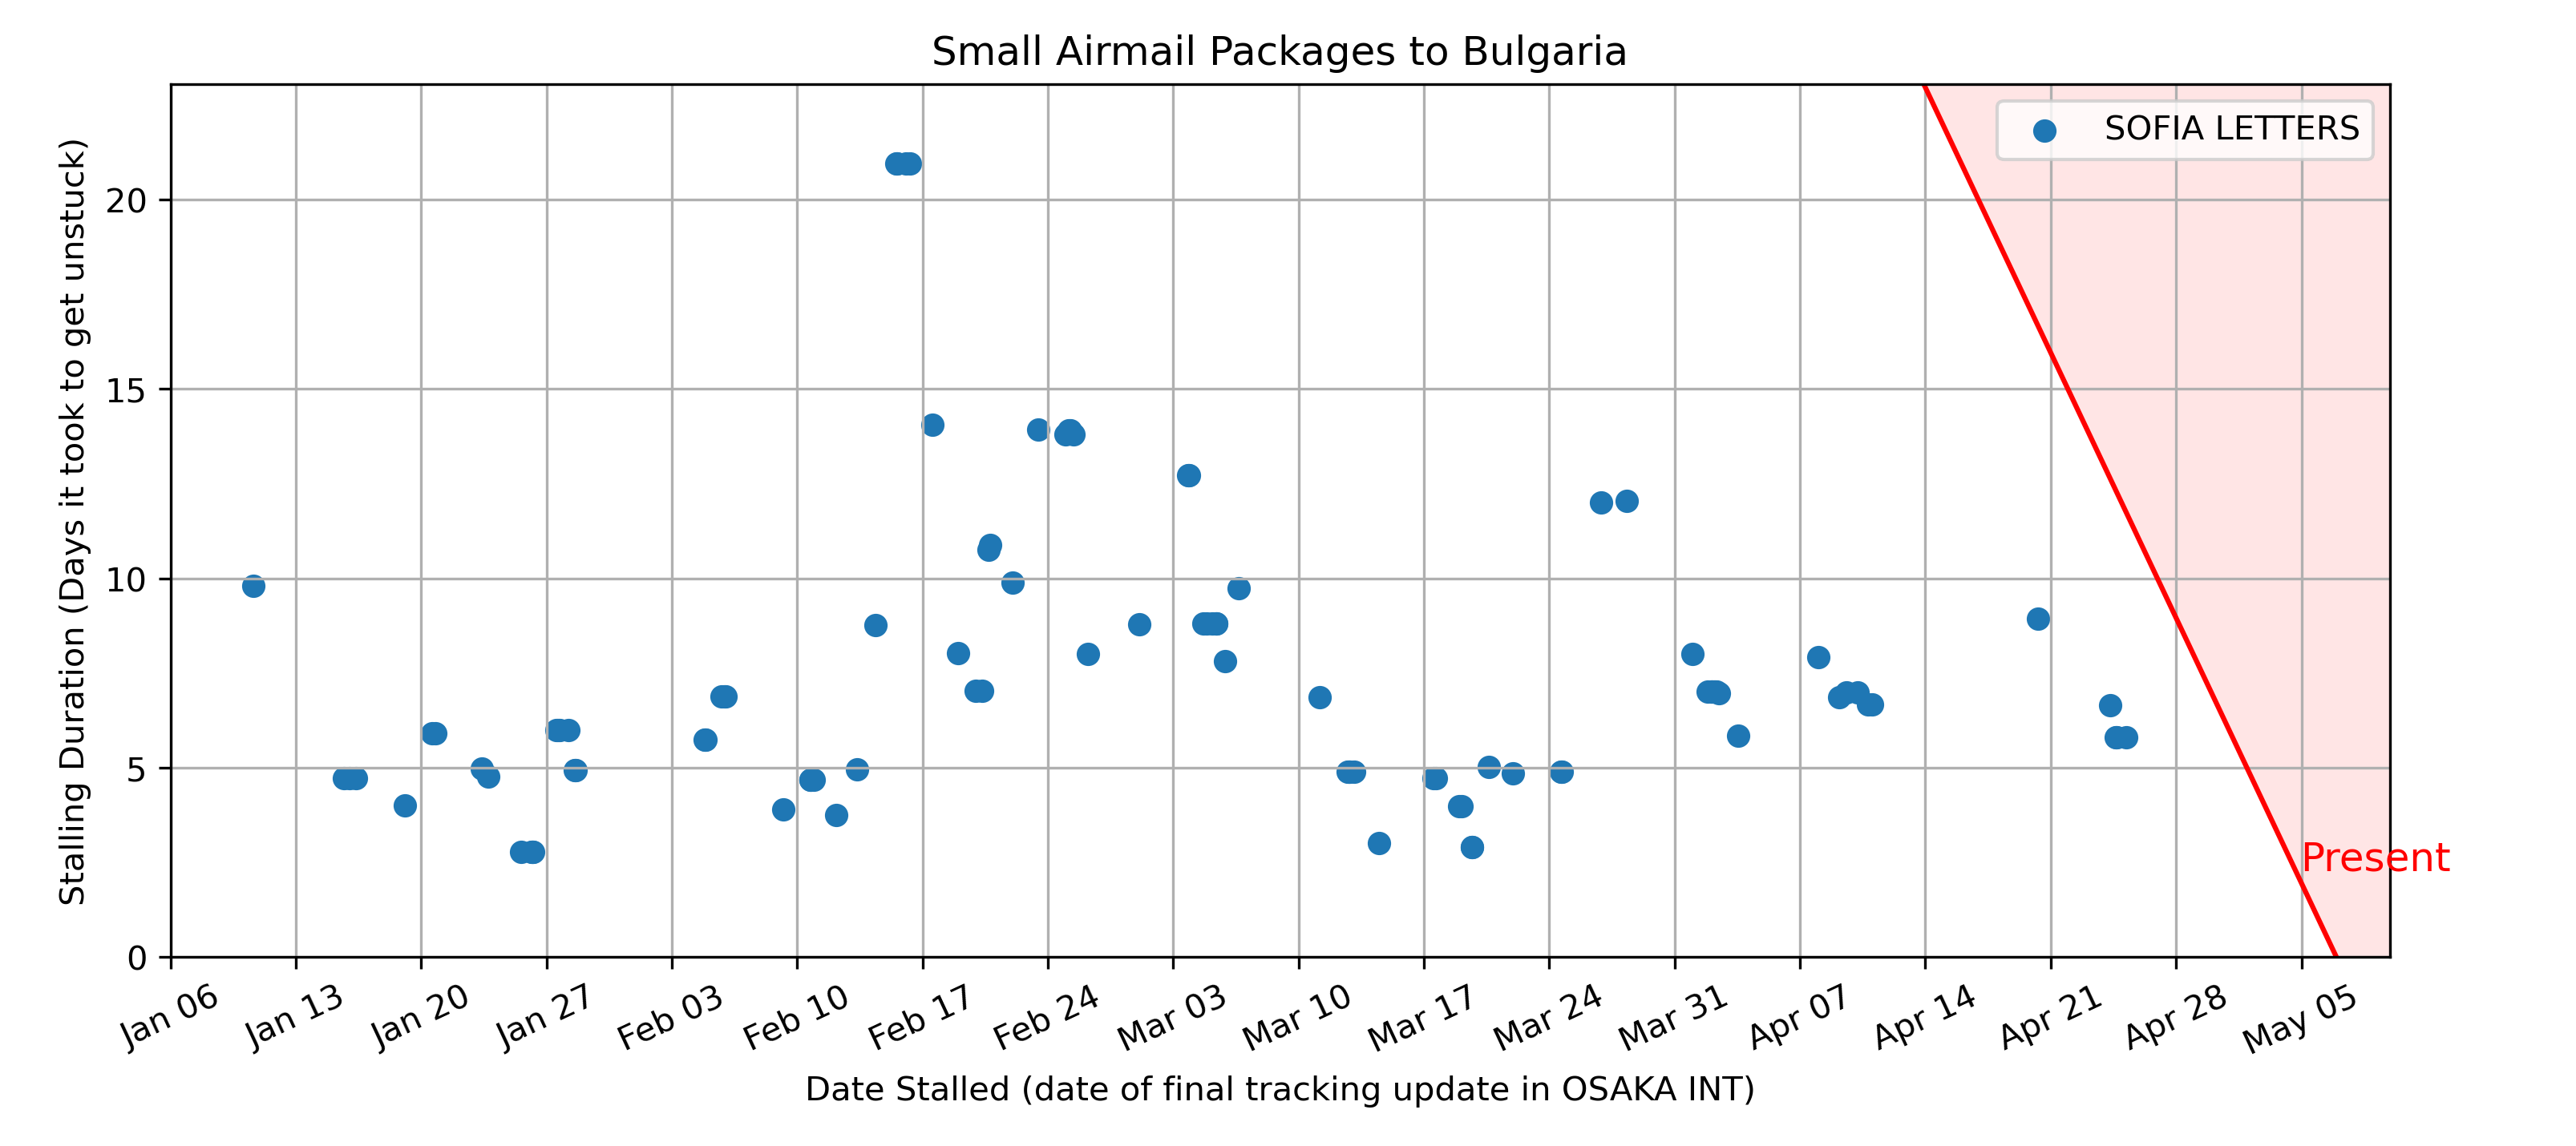 Small Airmail Packages to Bulgaria
SOFIA LETTERS
Stalling Duration (Days it took to get unstuck)
20
15
10
5
0
Present
Jan 06
Jan 13
Jan 20
Jan 27
Feb 03
Feb 10
Feb 17
Feb 24
Mar 03
Mar 10
Mar 17
Mar 24
Mar 31
Apr 07
Apr 14
Apr 21
Apr 28
May 05
Date Stalled (date of final tracking update in OSAKA INT)